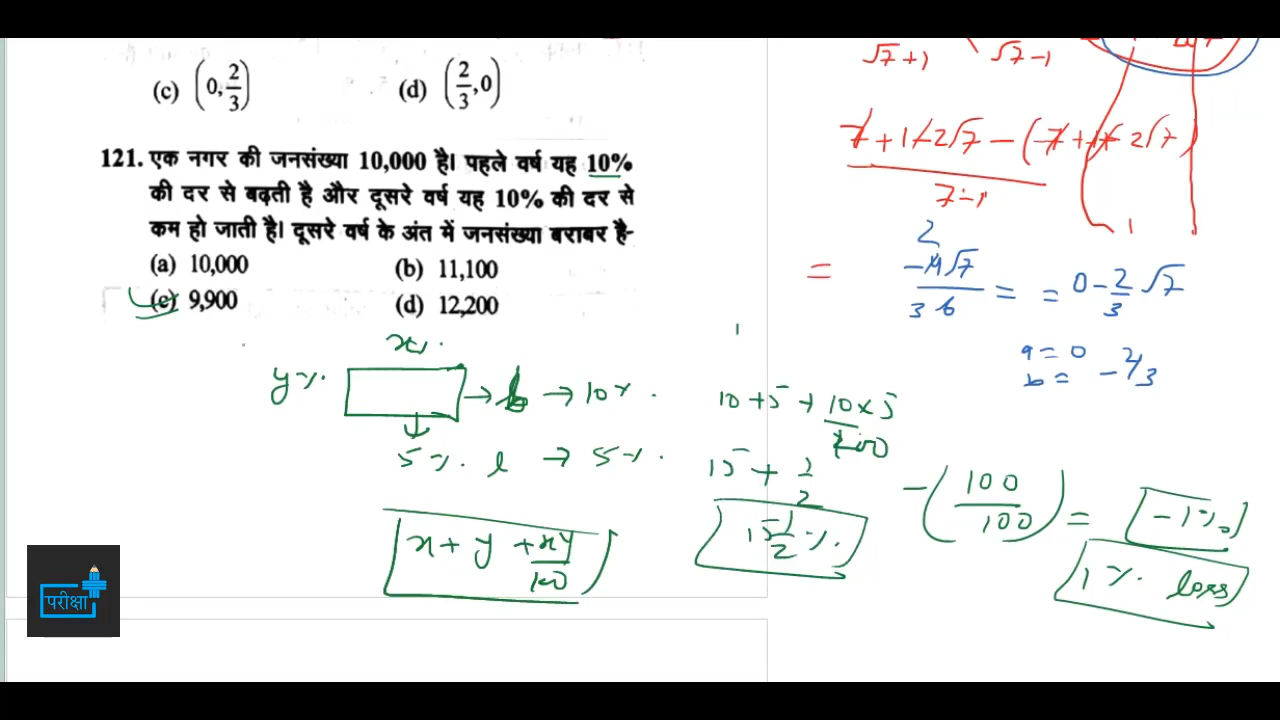 (c) (0, 2/3) (d) (2/3, 0)
121. एक नगर की जनसंख्या 10,000 है। पहले वर्ष यह 10%
की दर से बढ़ती है और दूसरे वर्ष यह 10% की दर से
कम हो जाती है। दूसरे वर्ष के अंत में जनसंख्या बराबर है-
(a) 10,000 (b) 11,100
(c) 9,900 (d) 12,200
x%.
y%. → b → 10%.
5%. l → 5%.
x + y + xy/100
√7+1 √7-1
7+1-2√7-(7+1+2√7)
7-1
2
= -4√7/36 = = 0-2/3 √7
a = 0
b = -2/3
10+5+ 10×5/100
15+ 1/2
15 1/2 %.
-(100/100) = -1%
1%. loss
परीक्षा